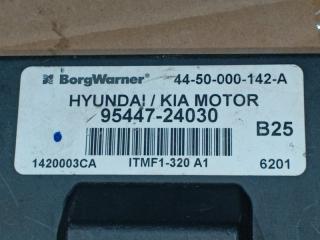 BorgWarner 44-50-000-142-A
HYUNDAI / KIA MOTOR
95447-24030
B25
1420003CA ITMF1-320 A1 6201